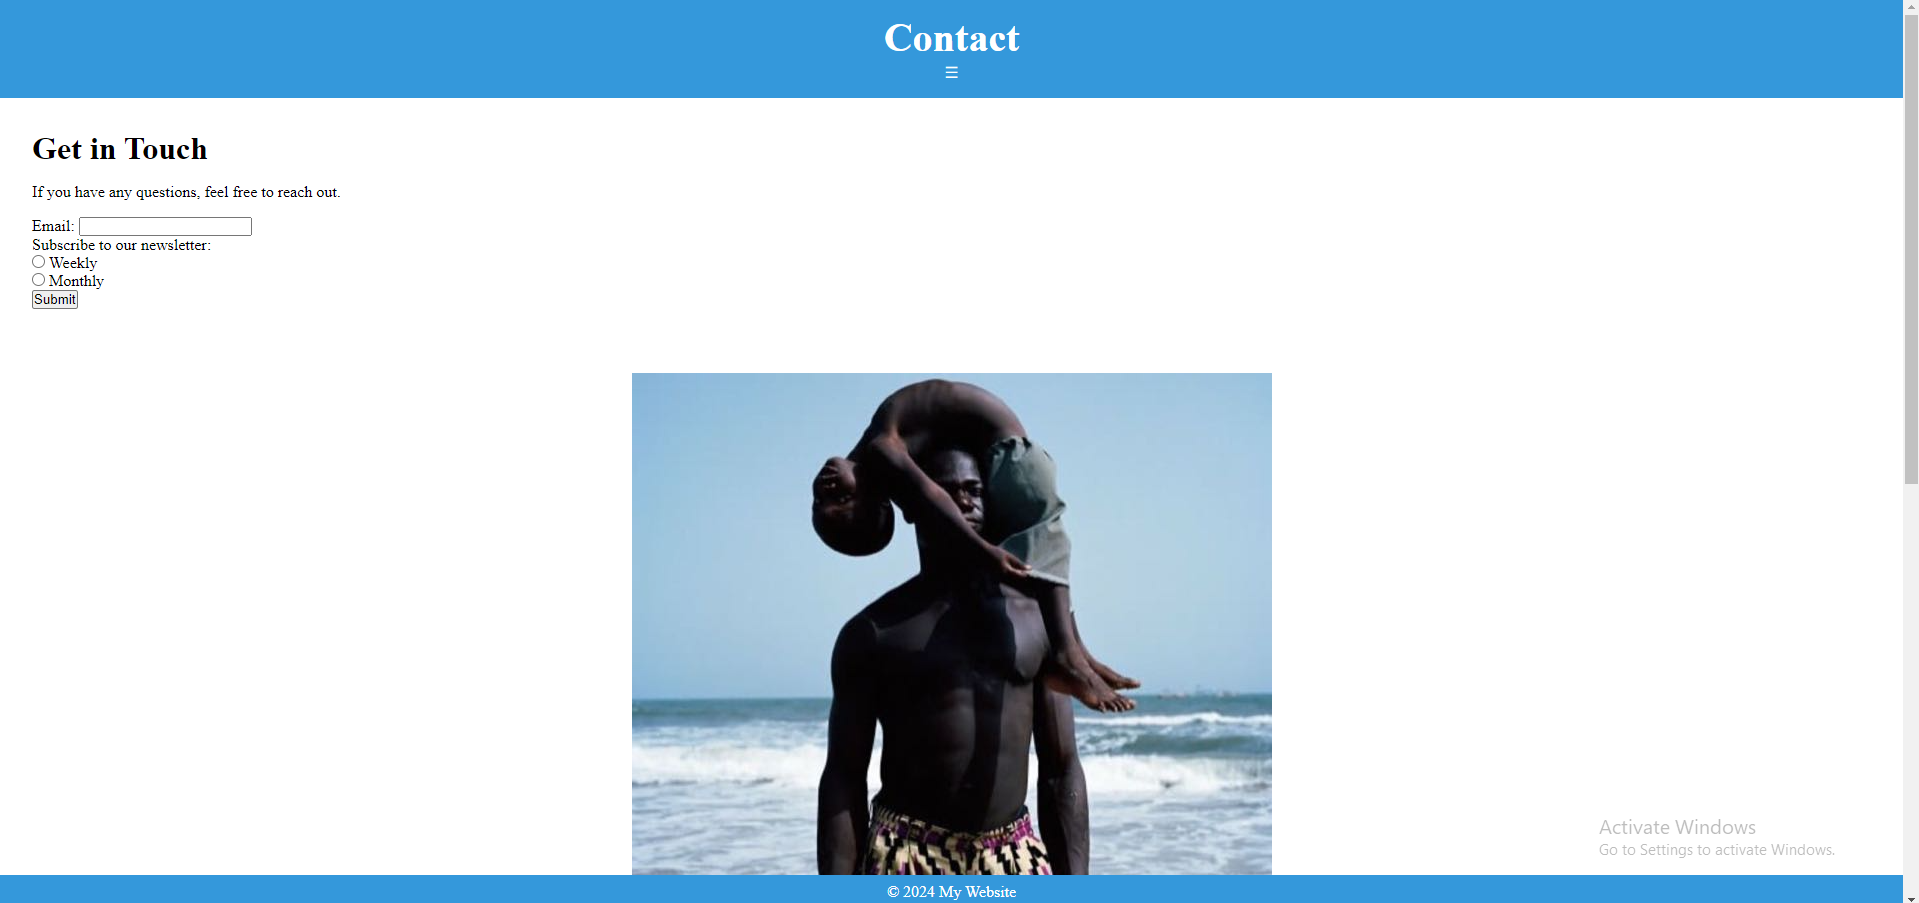 Contact
☰
Get in Touch
If you have any questions, feel free to reach out.
Email:
Subscribe to our newsletter:
Weekly
Monthly
Submit
Activate Windows
Go to Settings to activate Windows.
© 2024 My Website